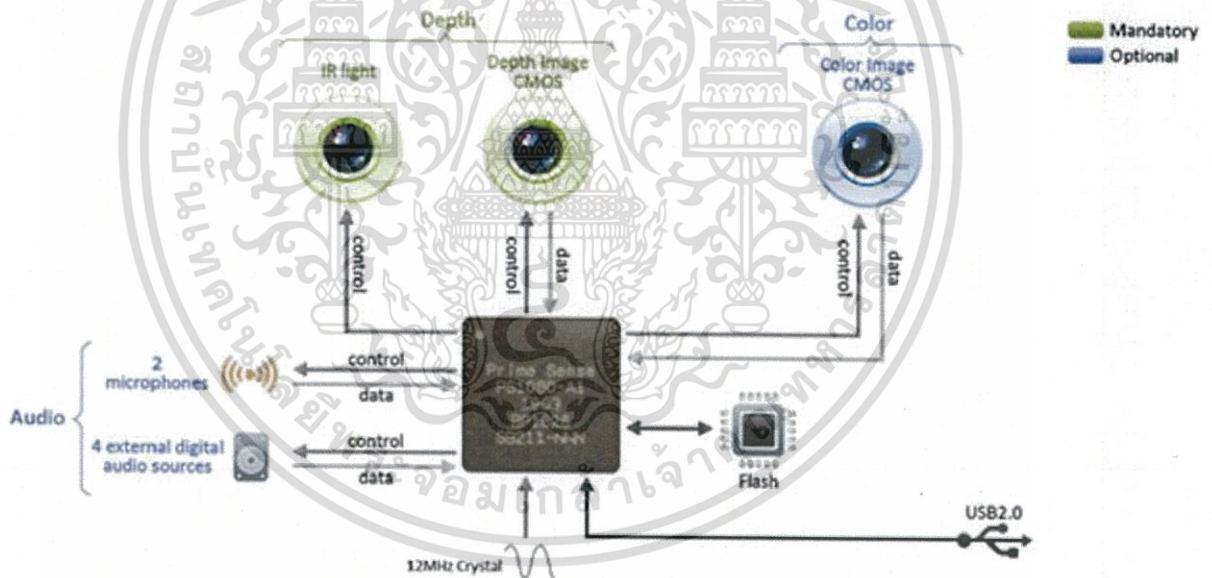 Depth
Color
Mandatory
Optional
IR light
Depth Image
CMOS
Color Image
CMOS
control
control
data
control
data
Audio
2
microphones
control
data
4 external digital
audio sources
control
data
Prime Sense
Flash
USB2.0
12MHz Crystal